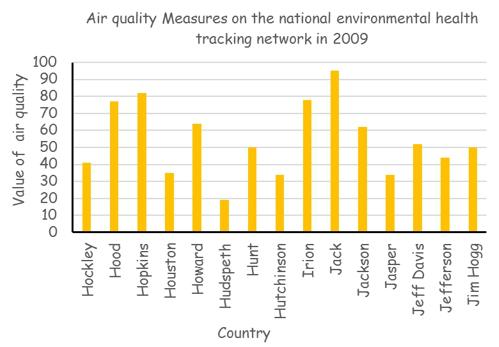 Air quality Measures on the national environmental health
tracking network in 2009
Value of air quality
100
90
80
70
60
50
40
30
20
10
0
Hockley
Hood
Hopkins
Houston
Howard
Hudspeth
Hunt
Hutchinson
Irion
Jack
Jackson
Jasper
Jeff Davis
Jefferson
Jim Hogg
Country